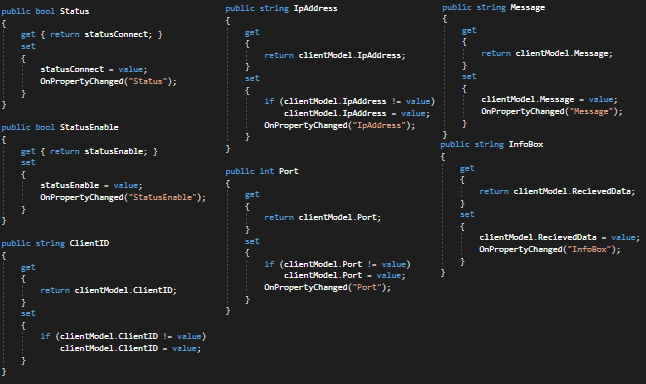 public bool Status
{
get { return statusConnect; }
set
{
statusConnect = value;
OnPropertyChanged("Status");
}
}
public bool StatusEnable
{
get { return statusEnable; }
set
{
statusEnable = value;
OnPropertyChanged("StatusEnable");
}
}
public string ClientID
{
get
{
return clientModel.ClientID;
}
set
{
if (clientModel.ClientID != value)
clientModel.ClientID = value;
}
}
public string IpAddress
{
get
{
return clientModel.IpAddress;
}
set
{
if (clientModel.IpAddress != value)
clientModel.IpAddress = value;
OnPropertyChanged("IpAddress");
}
}
public int Port
{
get
{
return clientModel.Port;
}
set
{
if (clientModel.Port != value)
clientModel.Port = value;
OnPropertyChanged("Port");
}
}
public string Message
{
get
{
return clientModel.Message;
}
set
{
clientModel.Message = value;
OnPropertyChanged("Message");
}
}
public string InfoBox
{
get
{
return clientModel.RecievedData;
}
set
{
clientModel.RecievedData = value;
OnPropertyChanged("InfoBox");
}
}